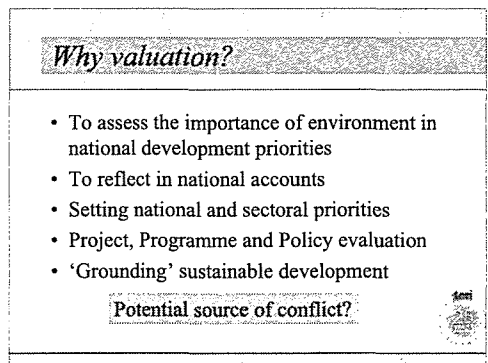 Why valuation?
• To assess the importance of environment in
national development priorities
• To reflect in national accounts
• Setting national and sectoral priorities
• Project, Programme and Policy evaluation
• ‘Grounding’ sustainable development
Potential source of conflict?
teri